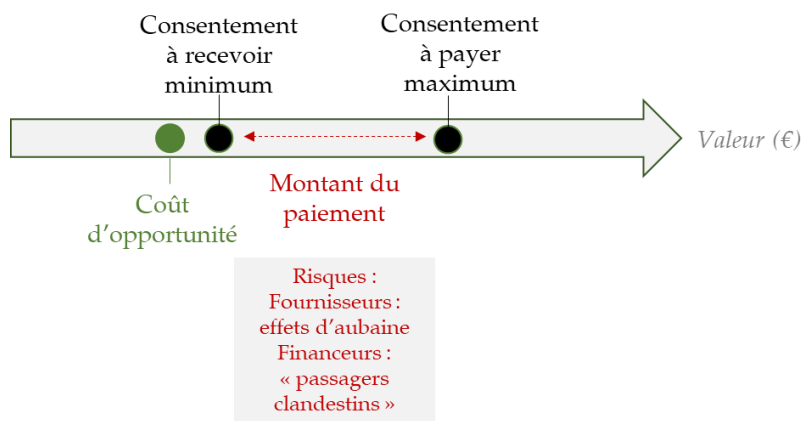 Consentement
à recevoir
minimum
Consentement
à payer
maximum
Valeur (€)
Montant du
paiement
Coût
d’opportunité
Risques :
Fournisseurs :
effets d’aubaine
Financeurs :
« passagers
clandestins »